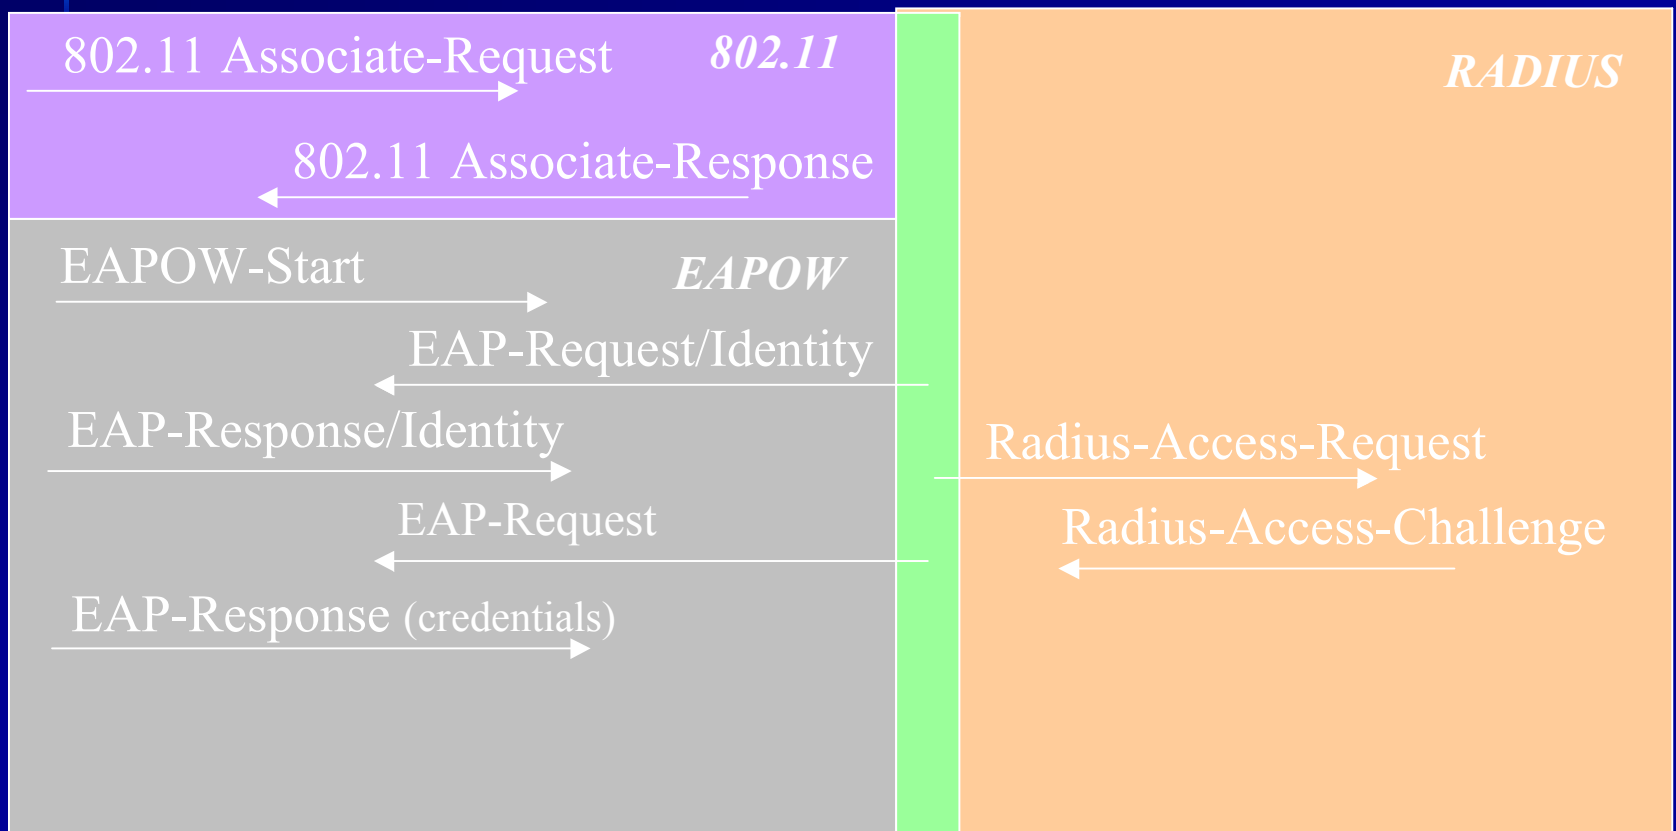 802.11 Associate-Request
802.11
RADIUS
802.11 Associate-Response
EAPOW-Start
EAPOW
EAP-Request/Identity
EAP-Response/Identity
Radius-Access-Request
EAP-Request
Radius-Access-Challenge
EAP-Response (credentials)